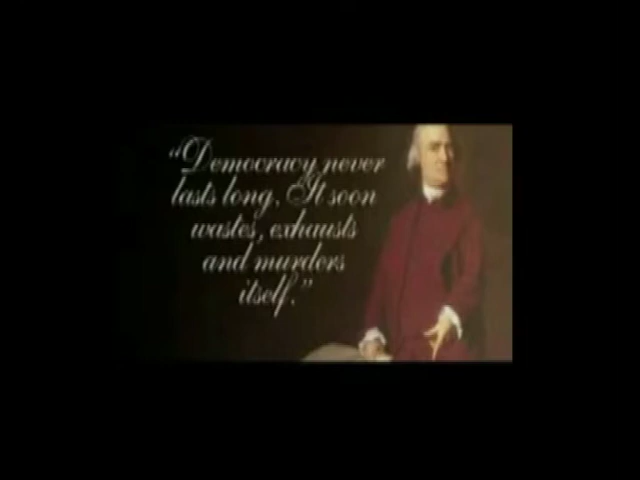 “Democracy never
lasts long. It soon
wastes, exhausts
and murders
itself.”